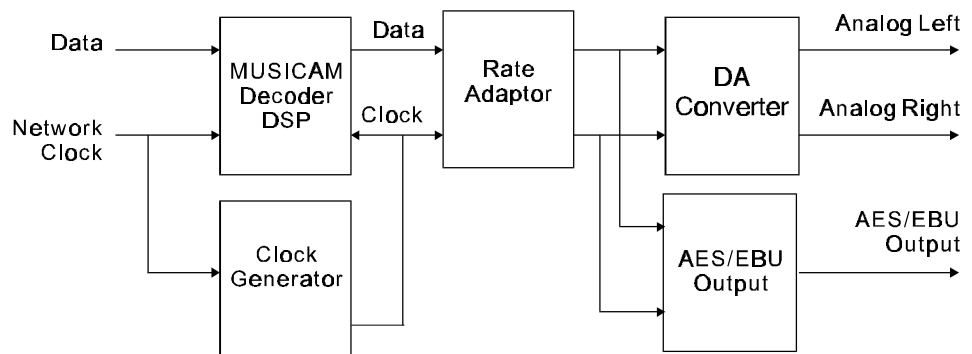 Data
Network
Clock
MUSICAM
Decoder
DSP
Data
Clock
Clock
Generator
Rate
Adaptor
DA
Converter
Analog Left
Analog Right
AES/EBU
Output
AES/EBU
Output